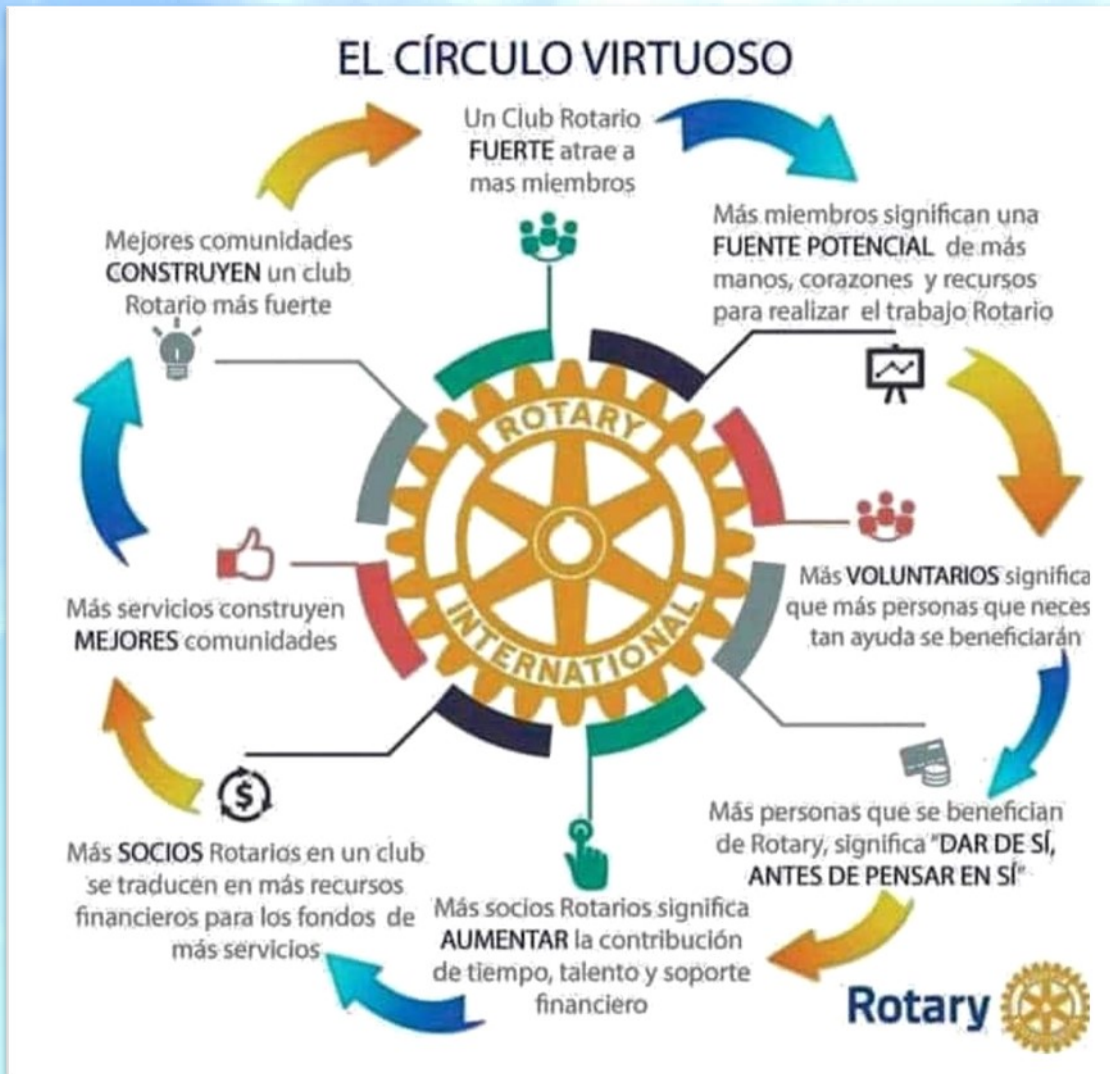 EL CÍRCULO VIRTUOSO
Un Club Rotario
FUERTE atrae a
mas miembros
Más miembros significan una
FUENTE POTENCIAL de más
manos, corazones y recursos
para realizar el trabajo Rotario
Más VOLUNTARIOS significa
que más personas que neces
tan ayuda se beneficiarán
Más personas que se benefician
de Rotary, significa "DAR DE SÍ,
ANTES DE PENSAR EN SÍ"
Más socios Rotarios significa
AUMENTAR la contribución
de tiempo, talento y soporte
financiero
Más SOCIOS Rotarios en un club
se traducen en más recursos
financieros para los fondos de
más servicios
$
Más servicios construyen
MEJORES comunidades
Mejores comunidades
CONSTRUYEN un club
Rotario más fuerte
ROTARY
INTERNATIONAL
Rotary